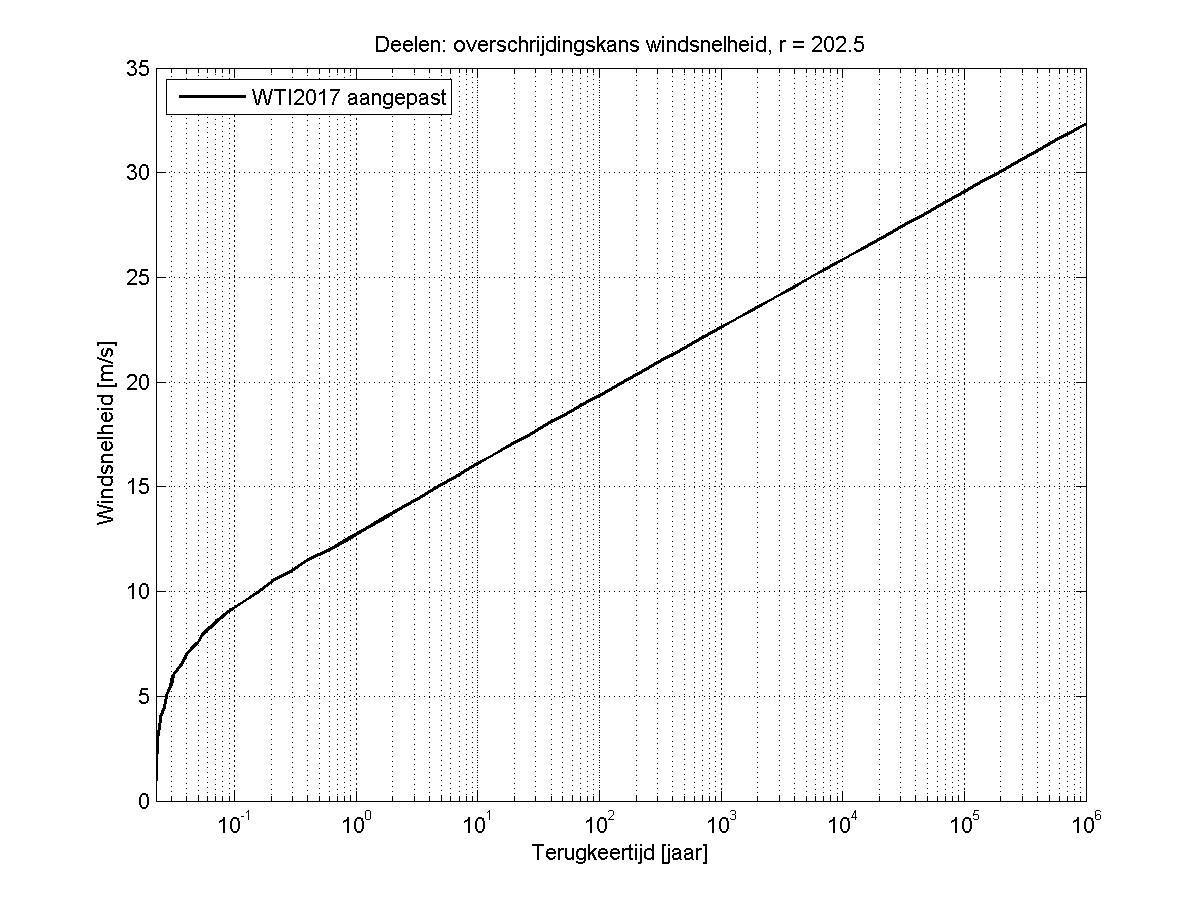 Deelen: overschrijdingskans windsnelheid, r = 202.5
WTI2017 aangepast
Windsnelheid [m/s]
35
30
25
20
15
10
5
0
10^-1 10^0 10^1 10^2 10^3 10^4 10^5 10^6
Terugkeertijd [jaar]